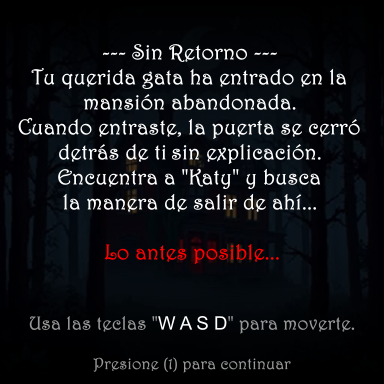 --- Sin Retorno ---
Tu querida gata ha entrado en la
mansión abandonada.
Cuando entraste, la puerta se cerró
detrás de ti sin explicación.
Encuentra a "Katy" y busca
la manera de salir de ahí...
Lo antes posible...
Usa las teclas "W A S D" para moverte.
Presione (1) para continuar